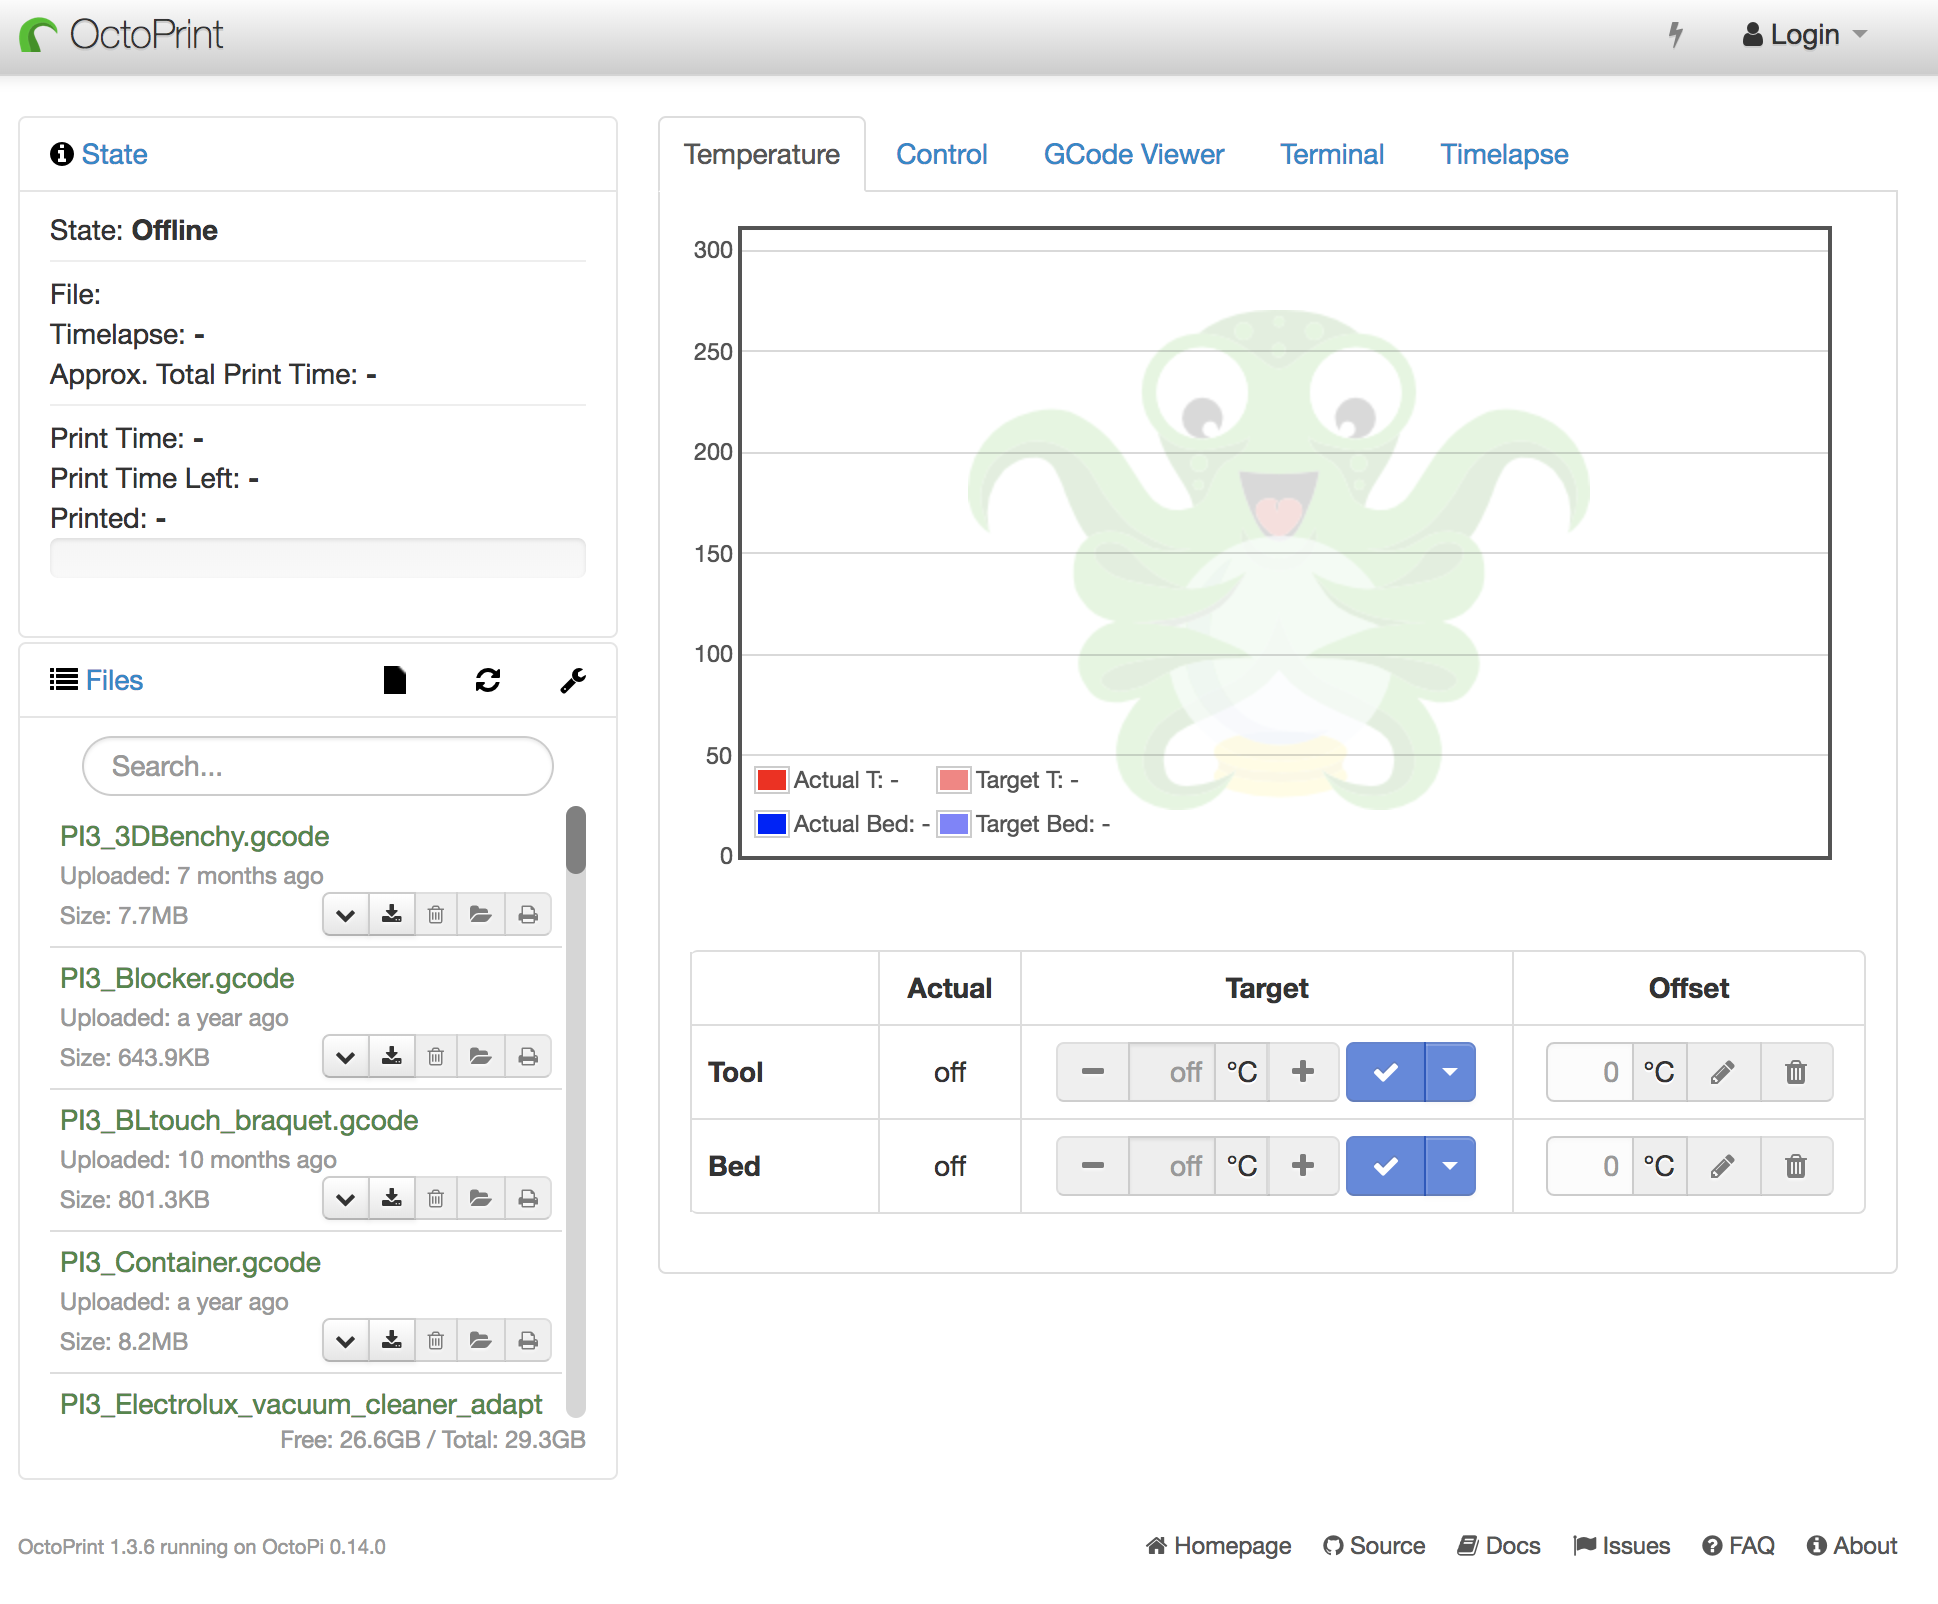 OctoPrint
Login
State
State: Offline
File:
Timelapse: -
Approx. Total Print Time: -
Print Time: -
Print Time Left: -
Printed: -
Files
Search...
PI3_3DBenchy.gcode
Uploaded: 7 months ago
Size: 7.7MB
PI3_Blocker.gcode
Uploaded: a year ago
Size: 643.9KB
PI3_BLtouch_braquet.gcode
Uploaded: 10 months ago
Size: 801.3KB
PI3_Container.gcode
Uploaded: a year ago
Size: 8.2MB
PI3_Electrolux_vacuum_cleaner_adapt
Free: 26.6GB / Total: 29.3GB
Temperature Control GCode Viewer Terminal Timelapse
300
250
200
150
100
50
0
Actual T: - Target T: -
Actual Bed: - Target Bed: -
Actual Target Offset
Tool off off °C 0 °C
Bed off off °C 0 °C
OctoPrint 1.3.6 running on OctoPi 0.14.0
Homepage Source Docs Issues FAQ About